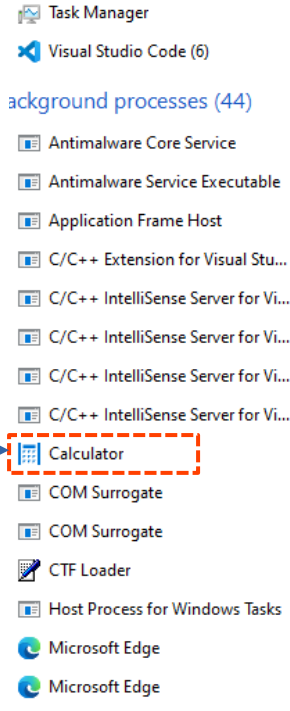 Task Manager
Visual Studio Code (6)
ackground processes (44)
Antimalware Core Service
Antimalware Service Executable
Application Frame Host
C/C++ Extension for Visual Stu...
C/C++ IntelliSense Server for Vi...
C/C++ IntelliSense Server for Vi...
C/C++ IntelliSense Server for Vi...
C/C++ IntelliSense Server for Vi...
Calculator
COM Surrogate
COM Surrogate
CTF Loader
Host Process for Windows Tasks
Microsoft Edge
Microsoft Edge